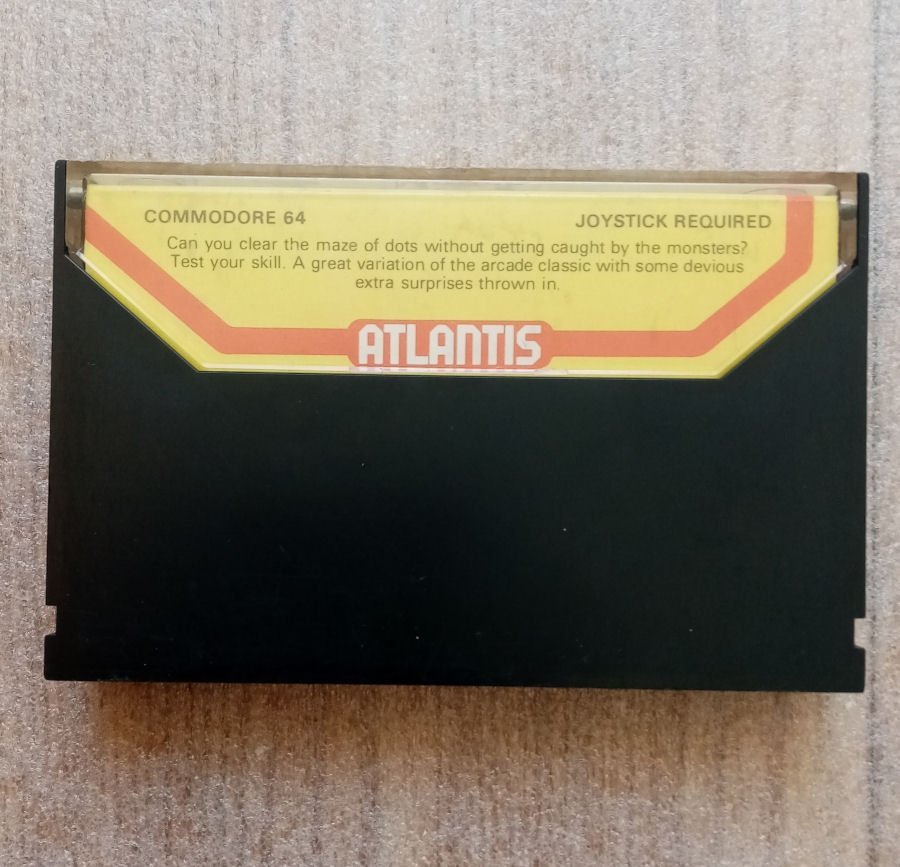 COMMODORE 64 JOYSTICK REQUIRED
Can you clear the maze of dots without getting caught by the monsters?
Test your skill. A great variation of the arcade classic with some devious
extra surprises thrown in.
ATLANTIS